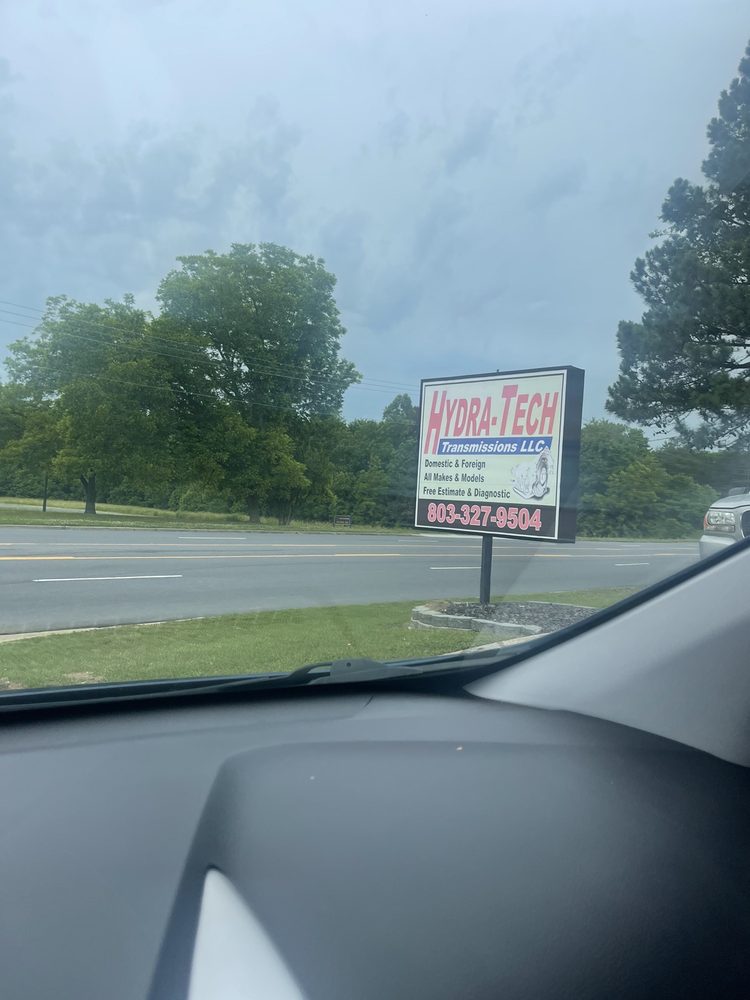 HYDRA-TECH
Transmissions LLC.
Domestic & Foreign
All Makes & Models
Free Estimate & Diagnostic
803-327-9504